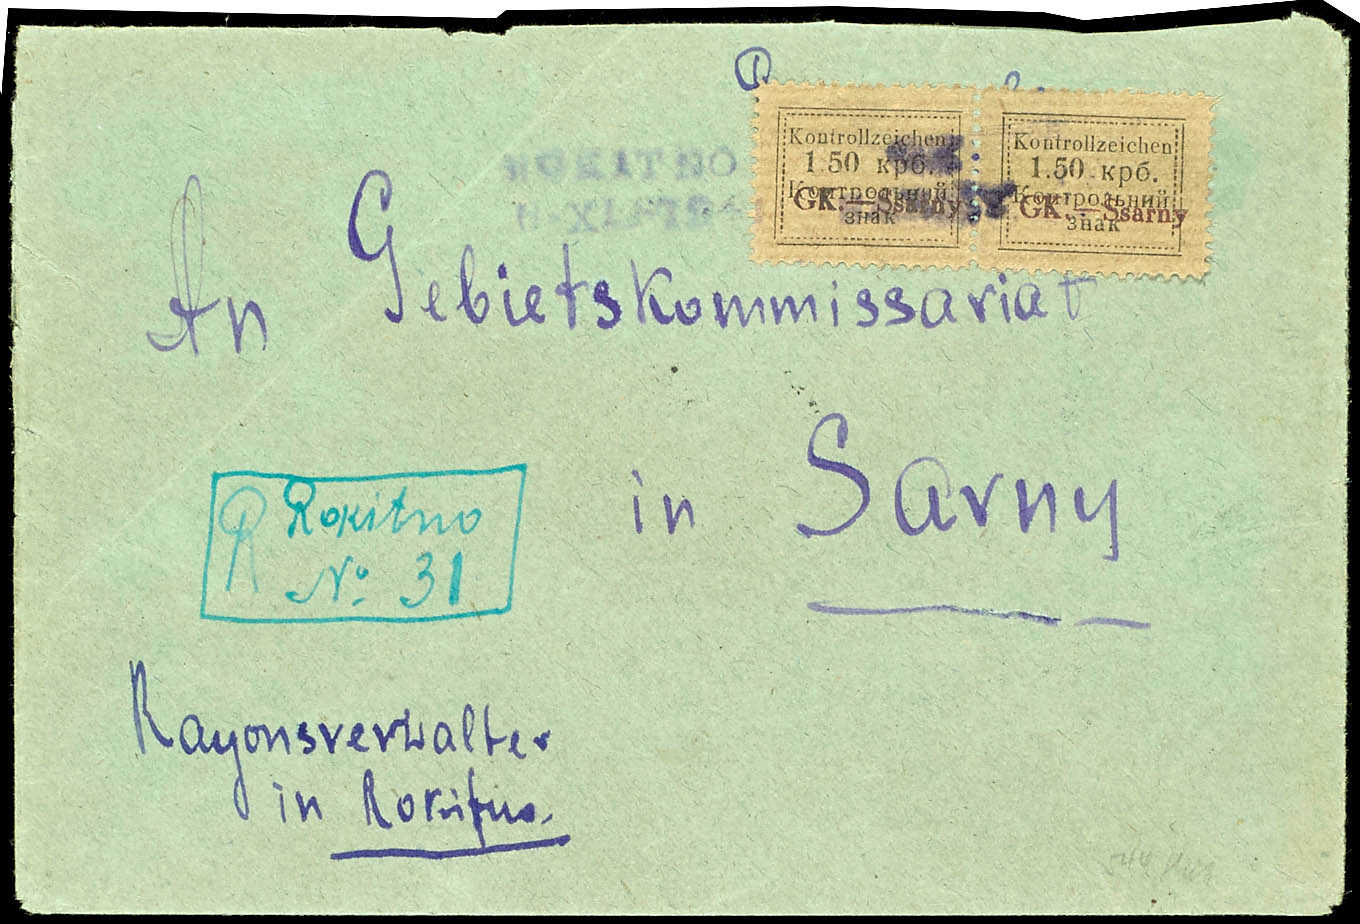 R
ROKITNO
Kontrollzeichen
1.50 крб.
Контрольний
знак
GK. – Ssarny
Kontrollzeichen
1.50 крб.
Контрольний
знак
GK. – Ssarny
An Gebietskommissariat
in Sarny
R Rokitno
No. 31
Rayonsverwalter
in Rokitno.